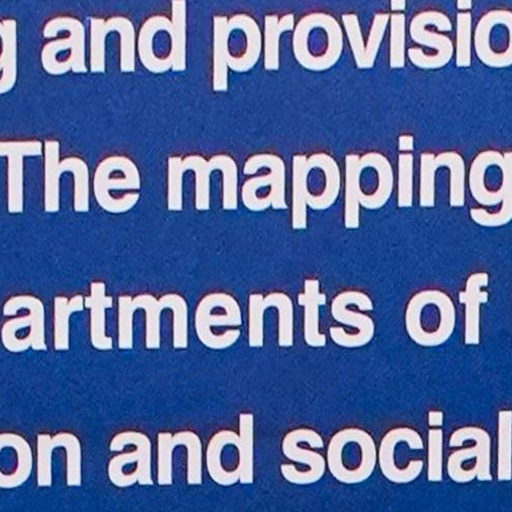 g and provisio
The mapping
artments of
on and social